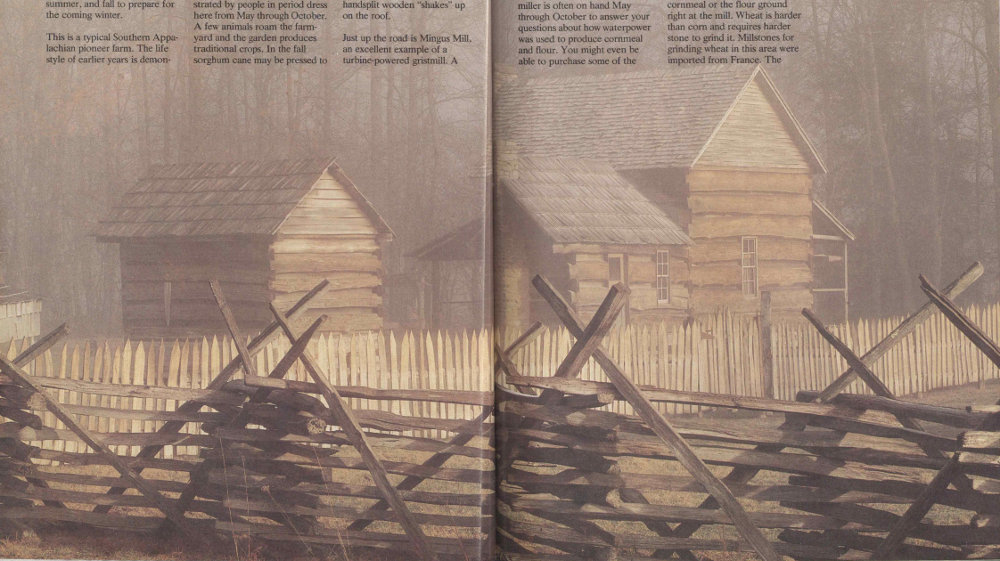 summer, and fall to prepare for
the coming winter.
This is a typical Southern Appa-
lachian pioneer farm. The life
style of earlier years is demon-
strated by people in period dress
here from May through October.
A few animals roam the farm-
yard and the garden produces
traditional crops. In the fall
sorghum cane may be pressed to
handsplit wooden “shakes” up
on the roof.
Just up the road is Mingus Mill,
an excellent example of a
turbine-powered gristmill. A
miller is often on hand May
through October to answer your
questions about how waterpower
was used to produce cornmeal
and flour. You might even be
able to purchase some of the
cornmeal or the flour ground
right at the mill. Wheat is harder
than corn and requires harder
stone to grind it. Millstones for
grinding wheat in this area were
imported from France. The